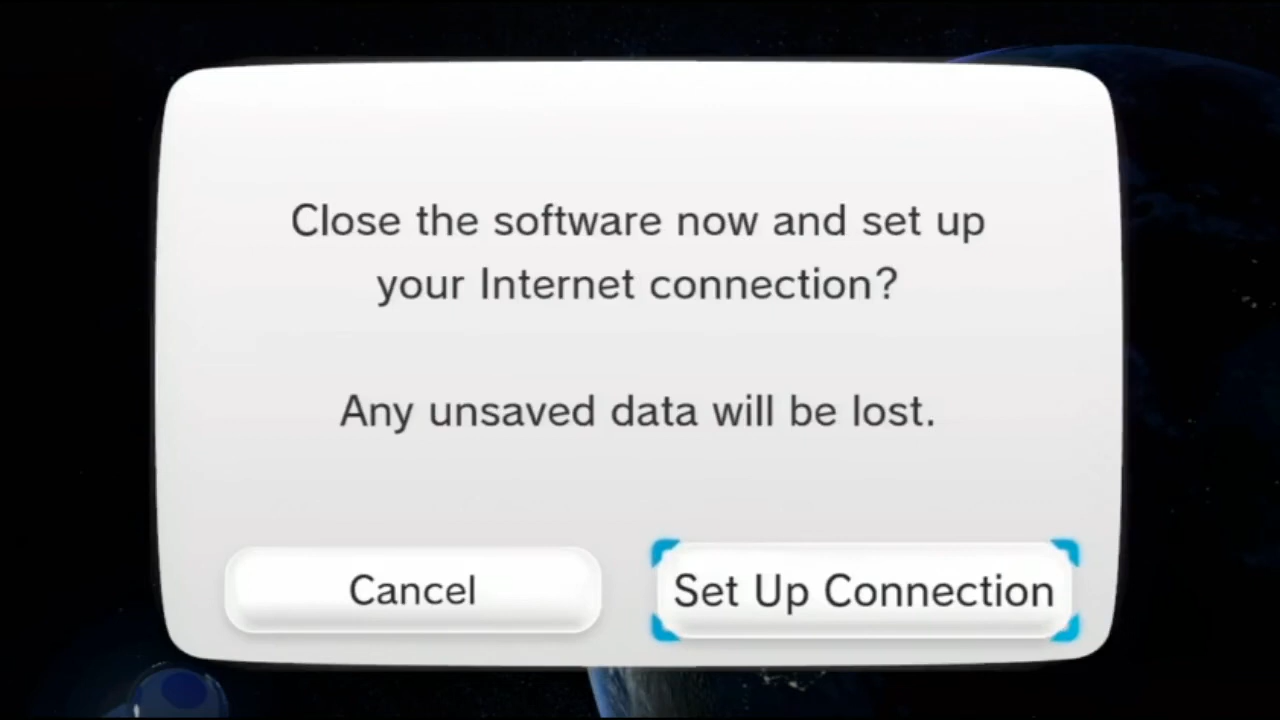 Close the software now and set up
your Internet connection?
Any unsaved data will be lost.
Cancel
Set Up Connection